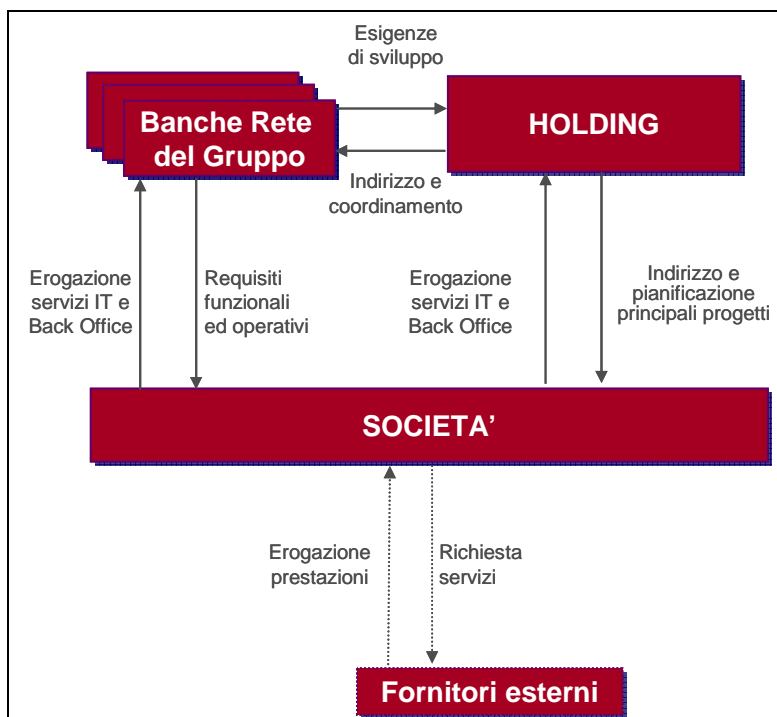 Esigenze
di sviluppo
Banche Rete
del Gruppo
HOLDING
Indirizzo e
coordinamento
Erogazione
servizi IT e
Back Office
Requisiti
funzionali
ed operativi
Erogazione
servizi IT e
Back Office
Indirizzo e
pianificazione
principali progetti
SOCIETA’
Erogazione
prestazioni
Richiesta
servizi
Fornitori esterni